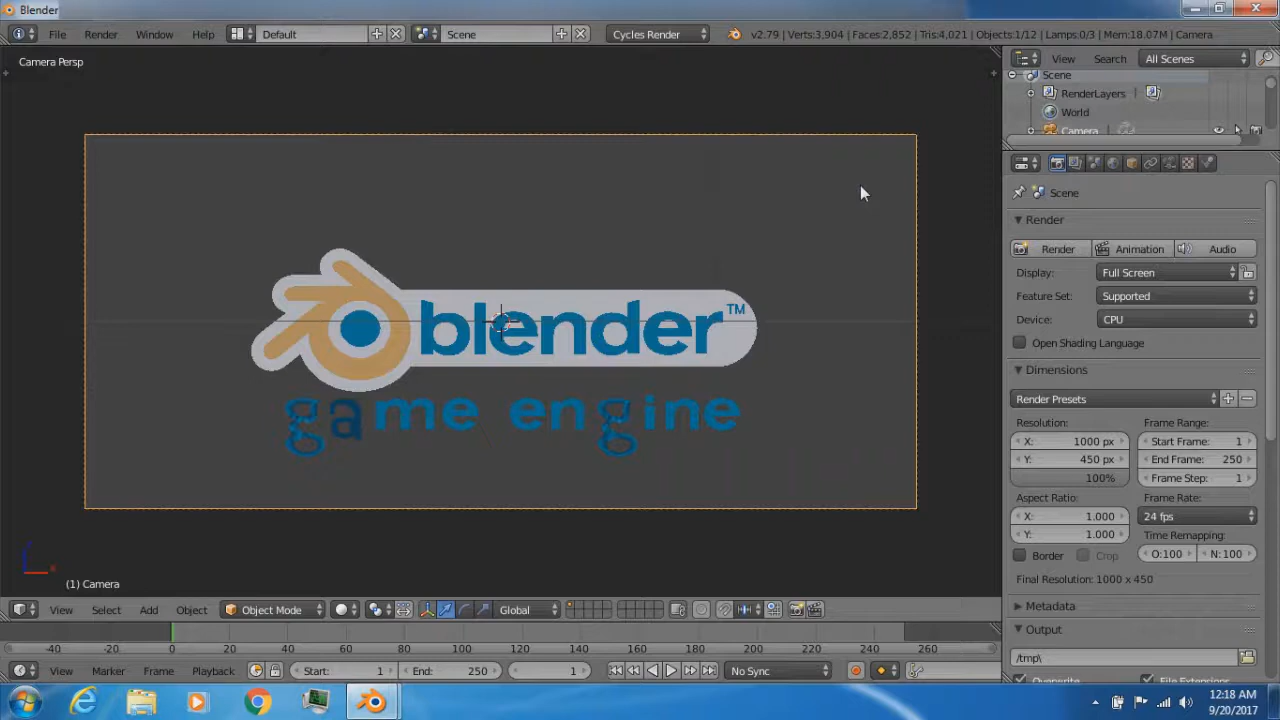 Blender
File Render Window Help Default Scene Cycles Render v2.79 | Verts:3,904 | Faces:2,852 | Tris:4,021 | Objects:1/12 | Lamps:0/3 | Mem:18.07M | Camera
Camera Persp
View Search All Scenes
Scene
RenderLayers
World
Camera
Scene
Render
Render Animation Audio
Display: Full Screen
Feature Set: Supported
Device: CPU
Open Shading Language
Dimensions
Render Presets
Resolution: Frame Range:
X: 1000 px Start Frame: 1
Y: 450 px End Frame: 250
100% Frame Step: 1
Aspect Ratio: Frame Rate:
X: 1.000 24 fps
Y: 1.000 Time Remapping:
Border Crop O:100 N:100
Final Resolution: 1000 x 450
Metadata
Output
/tmp\
Overwrite File Extensions
blender™
game engine
(1) Camera
View Select Add Object Object Mode Global
-40 -20 0 20 40 60 80 100 120 140 160 180 200 220 240 260
View Marker Frame Playback Start: 1 End: 250 1 No Sync
12:18 AM
9/20/2017